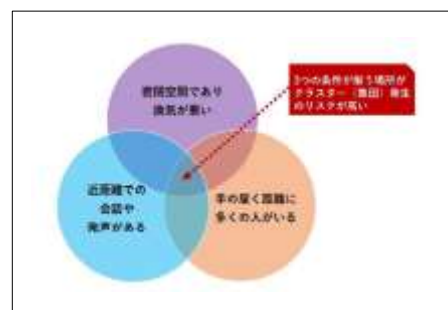 密閉空間であり
換気が悪い
3つの条件が揃う場所が
クラスター(集団)発生
のリスクが高い
近距離での
会話や
発声がある
手の届く距離に
多くの人がいる